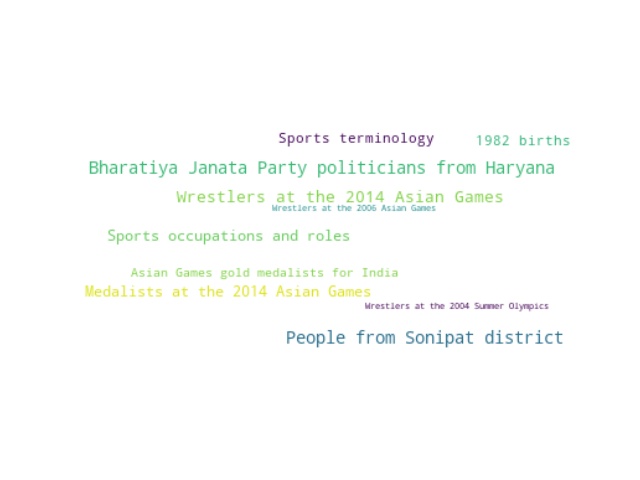 Sports terminology
1982 births
Bharatiya Janata Party politicians from Haryana
Wrestlers at the 2014 Asian Games
Wrestlers at the 2006 Asian Games
Sports occupations and roles
Asian Games gold medalists for India
Medalists at the 2014 Asian Games
Wrestlers at the 2004 Summer Olympics
People from Sonipat district